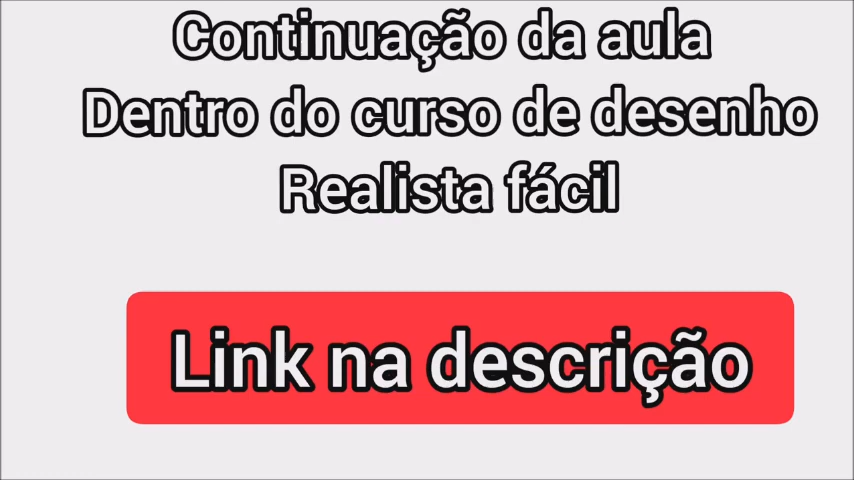 Continuação da aula
Dentro do curso de desenho
Realista fácil
Link na descrição